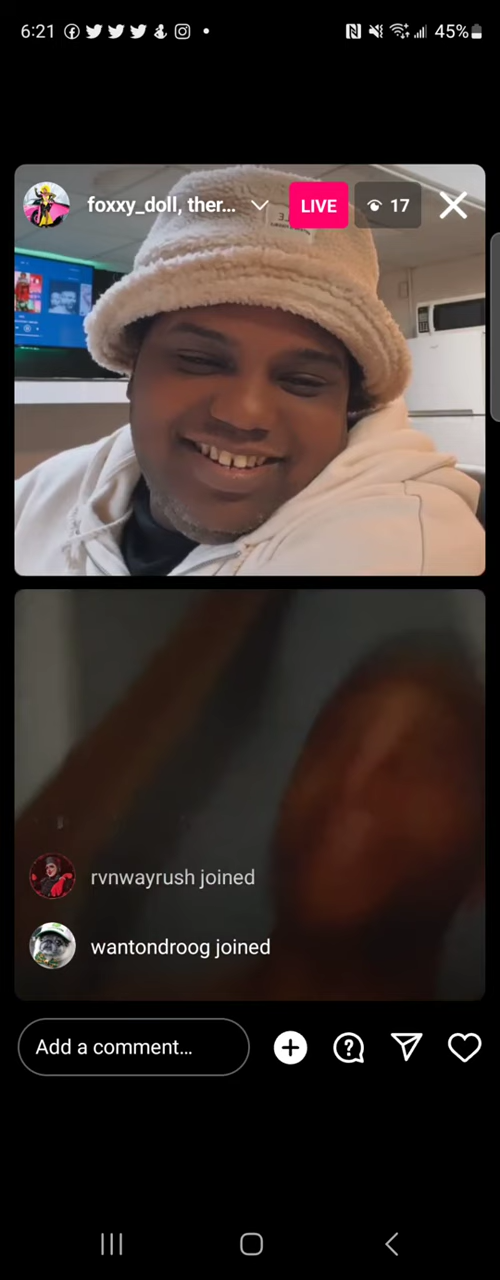 6:21
45%
foxxy_doll, ther...
LIVE
17
rvnwayrush joined
wantondroog joined
Add a comment...